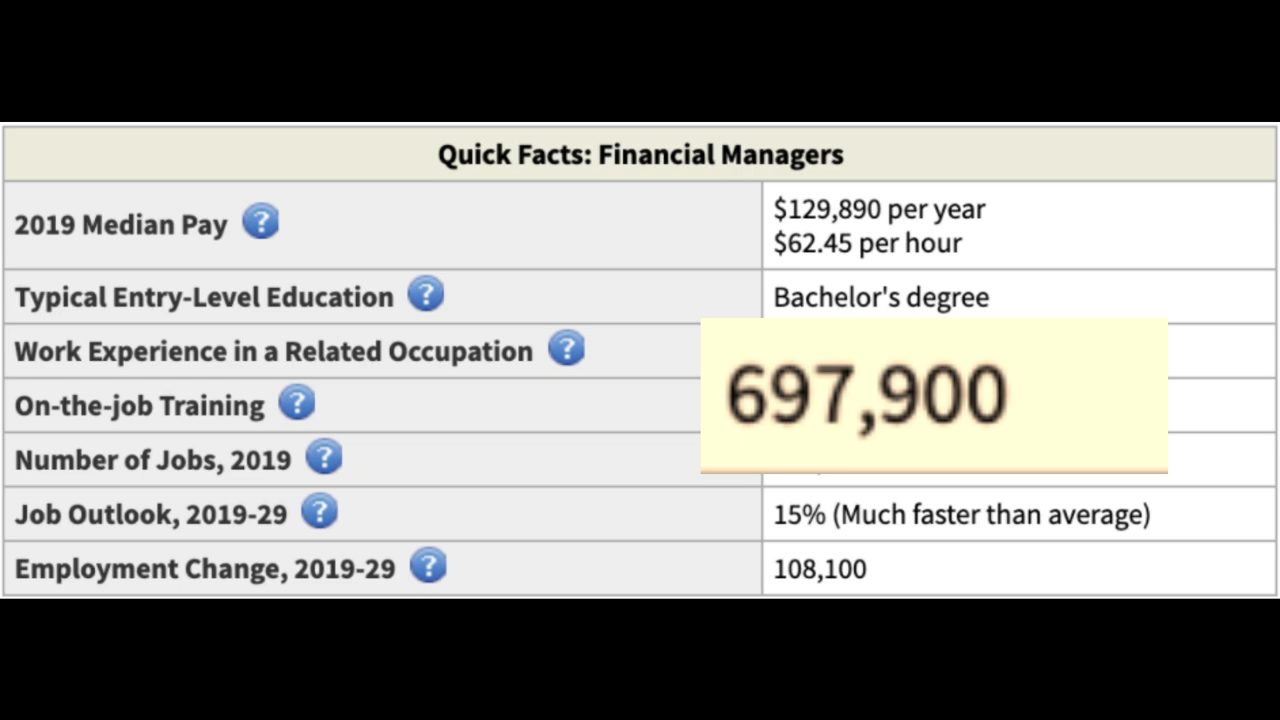 Quick Facts: Financial Managers
2019 Median Pay ?
$129,890 per year
$62.45 per hour
Typical Entry-Level Education ?
Bachelor's degree
Work Experience in a Related Occupation ?
On-the-job Training ?
697,900
Number of Jobs, 2019 ?
Job Outlook, 2019-29 ?
15% (Much faster than average)
Employment Change, 2019-29 ?
108,100